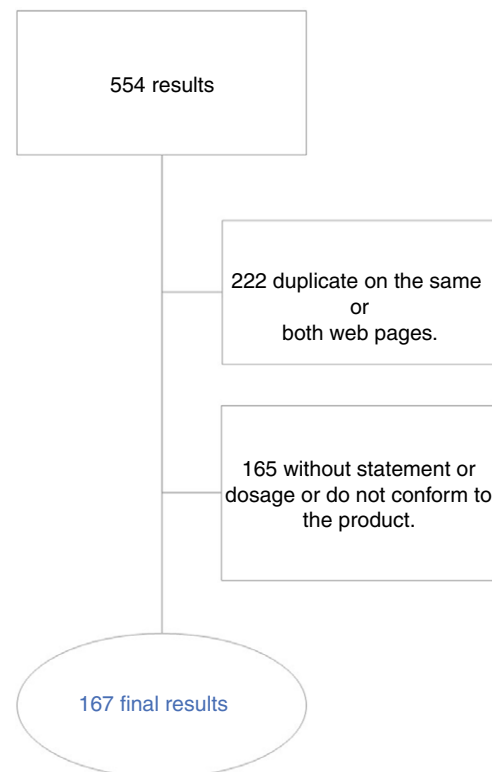 554 results
222 duplicate on the same
or
both web pages.
165 without statement or
dosage or do not conform to
the product.
167 final results